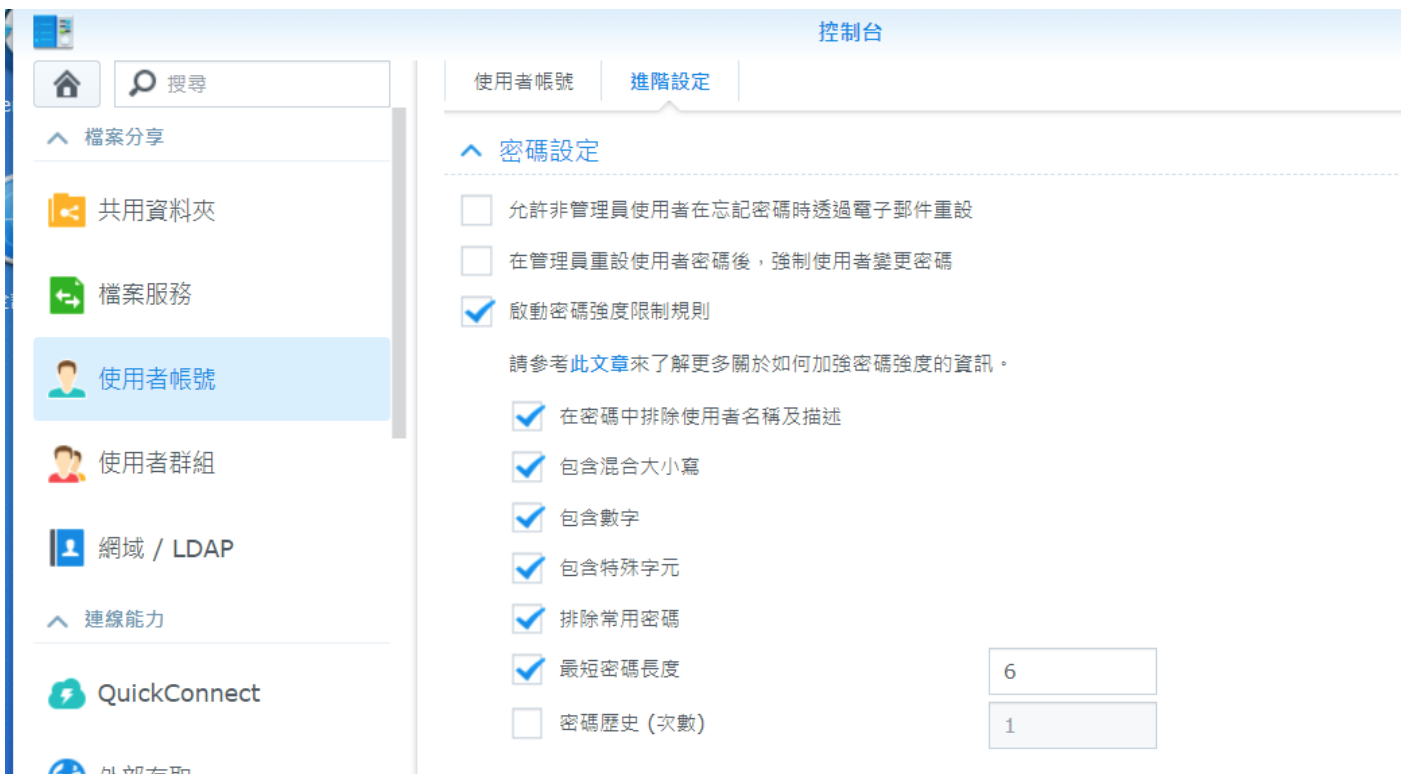 控制台
搜尋
檔案分享
共用資料夾
檔案服務
使用者帳號
使用者群組
網域 / LDAP
連線能力
QuickConnect
外部存取
使用者帳號
進階設定
密碼設定
允許非管理員使用者在忘記密碼時透過電子郵件重設
在管理員重設使用者密碼後，強制使用者變更密碼
啟動密碼強度限制規則
請參考此文章來了解更多關於如何加強密碼強度的資訊。
在密碼中排除使用者名稱及描述
包含混合大小寫
包含數字
包含特殊字元
排除常用密碼
最短密碼長度 6
密碼歷史 (次數) 1